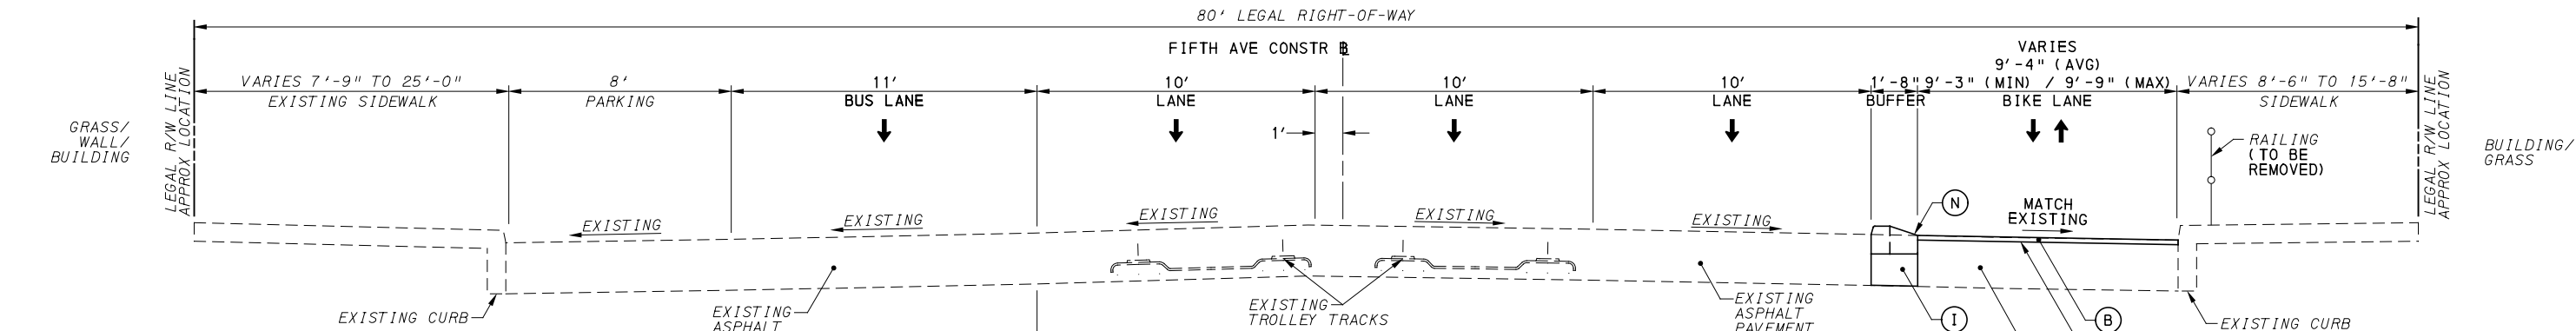 80' LEGAL RIGHT-OF-WAY
FIFTH AVE CONSTR B
VARIES
9'-4" (AVG)
VARIES 7'-9" TO 25'-0"
8'
11'
10'
10'
10'
1'-8"
9'-3" (MIN) / 9'-9" (MAX)
VARIES 8'-6" TO 15'-8"
EXISTING SIDEWALK
PARKING
BUS LANE
LANE
LANE
LANE
BUFFER
BIKE LANE
SIDEWALK
LEGAL R/W LINE
APPROX LOCATION
GRASS/
WALL/
BUILDING
1'
RAILING
(TO BE
REMOVED)
LEGAL R/W LINE
APPROX LOCATION
BUILDING/
GRASS
EXISTING
EXISTING
EXISTING
EXISTING
EXISTING
N
MATCH
EXISTING
EXISTING CURB
EXISTING
ASPHALT
EXISTING
TROLLEY TRACKS
EXISTING
ASPHALT
PAVEMENT
I
B
EXISTING CURB